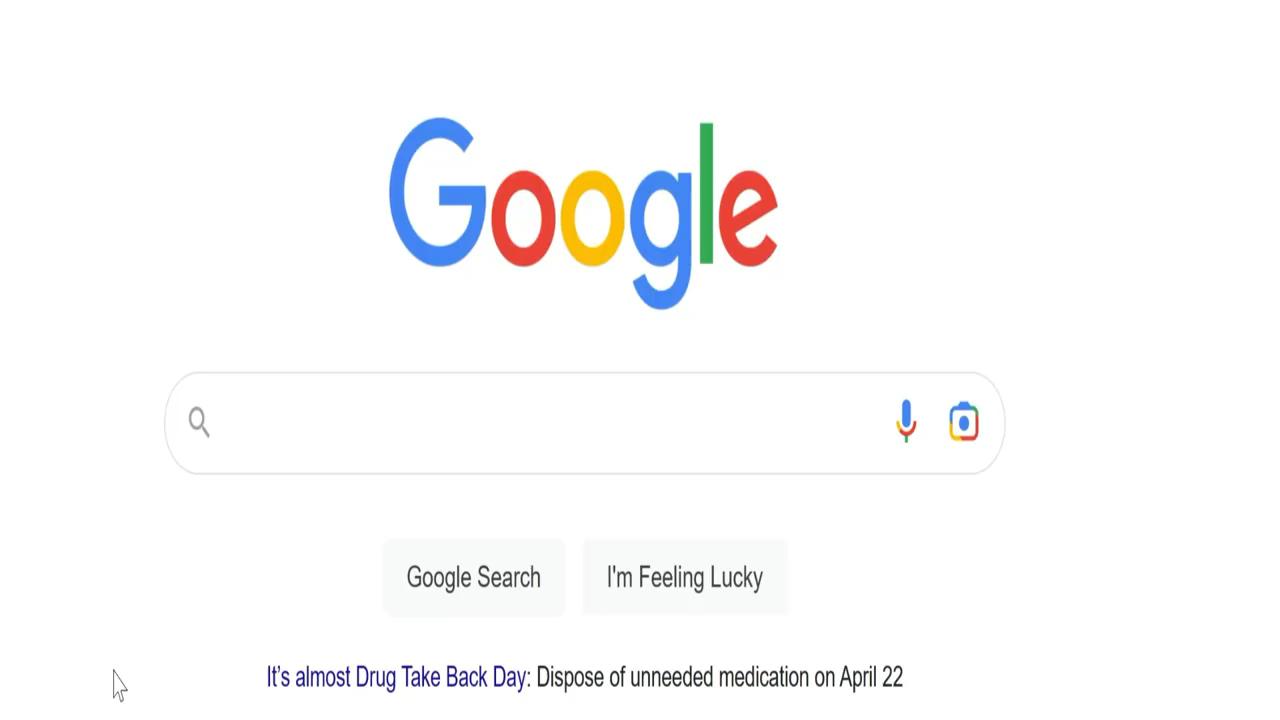 Google
Google Search
I'm Feeling Lucky
It's almost Drug Take Back Day: Dispose of unneeded medication on April 22